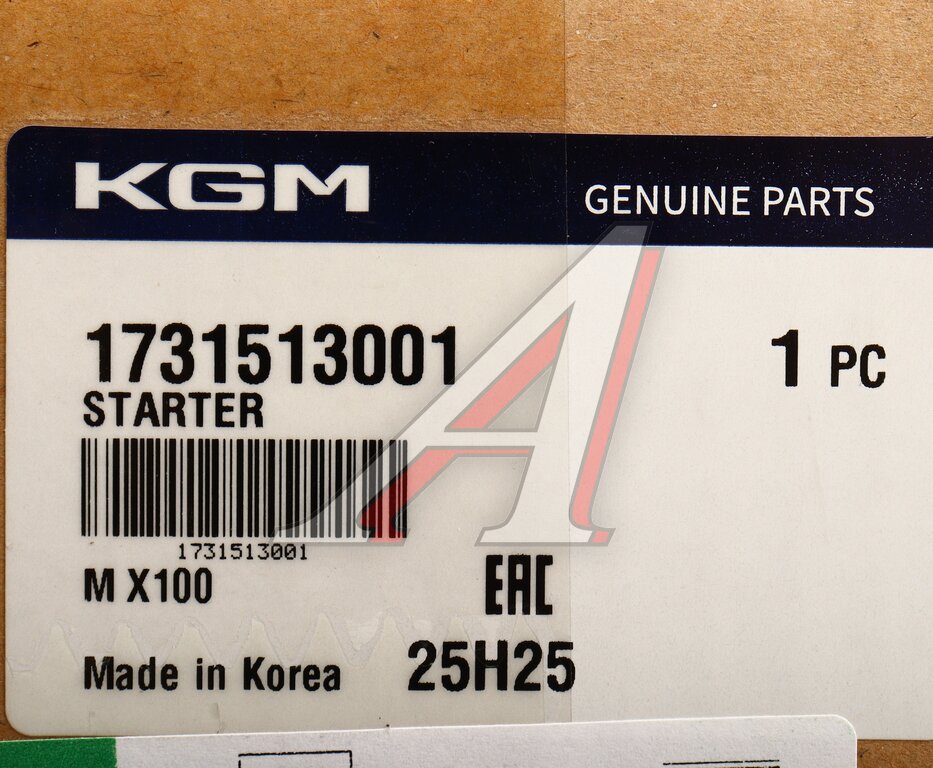 KGM GENUINE PARTS
1731513001 1 PC
STARTER
1731513001
M X100
EAC
Made in Korea 25H25